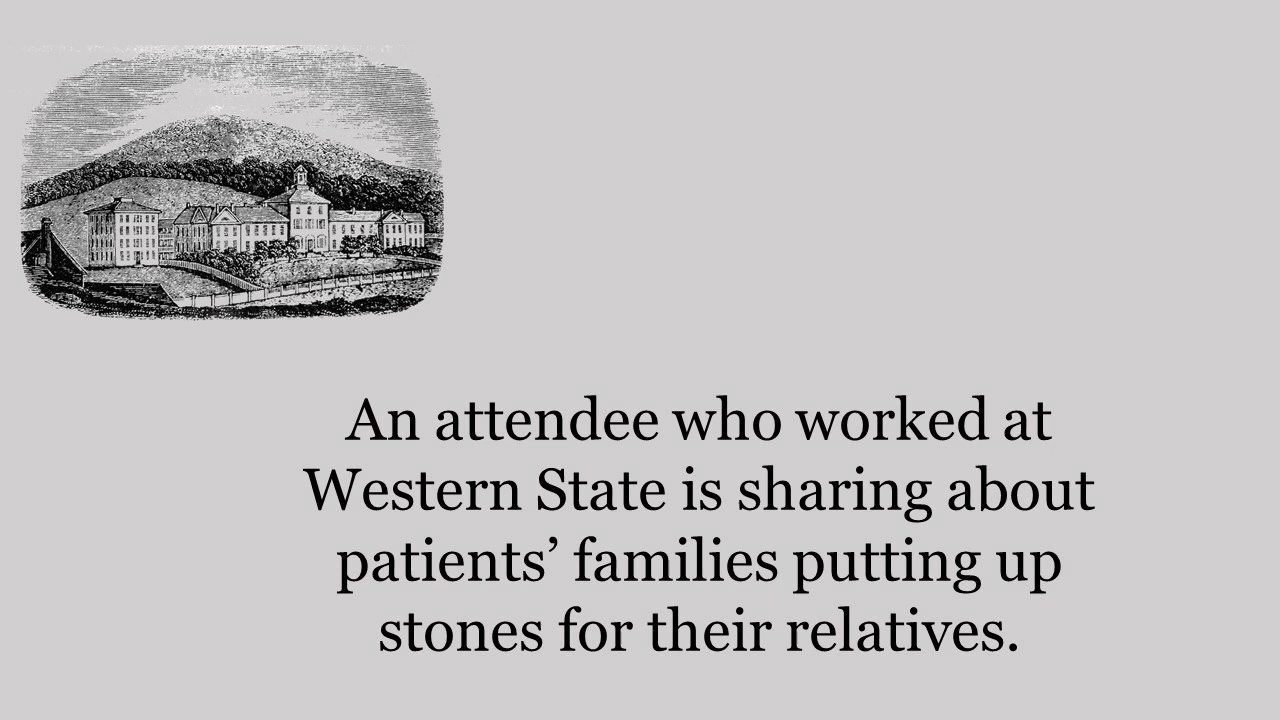 An attendee who worked at
Western State is sharing about
patients’ families putting up
stones for their relatives.